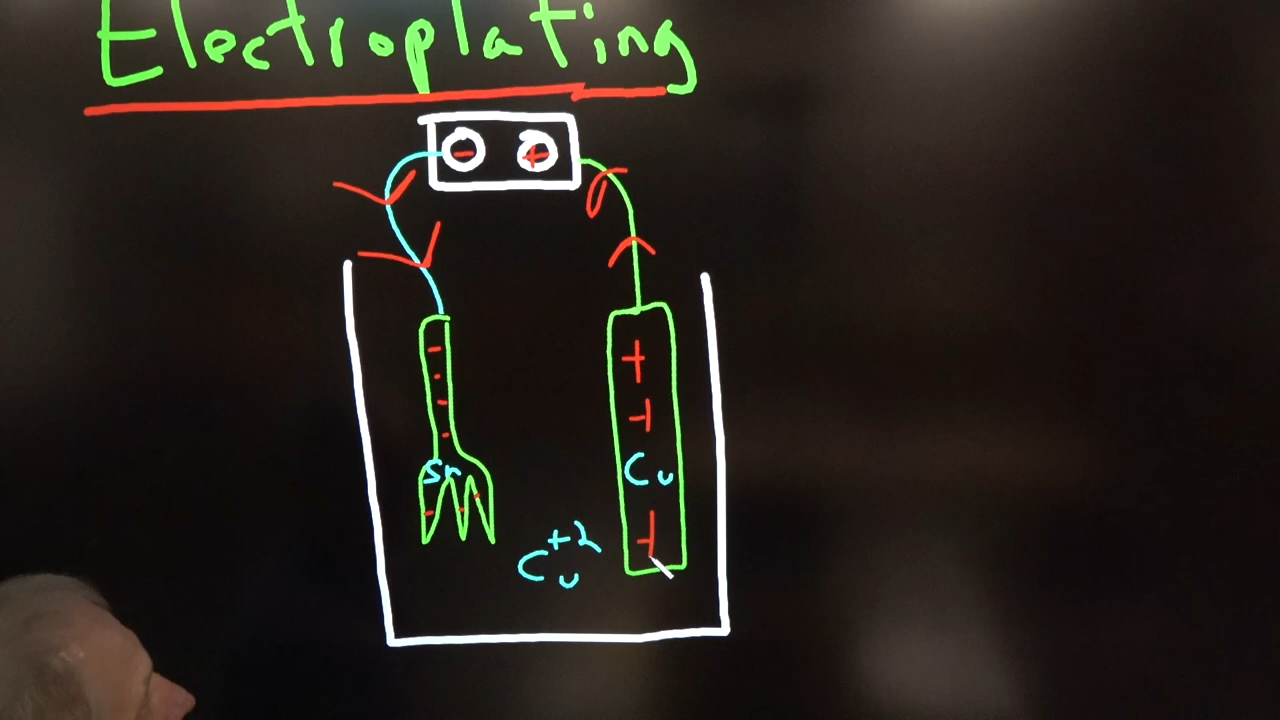 Electroplating
- +
- +
- +
-
-
Sn Cu
- - - +
Cu+2